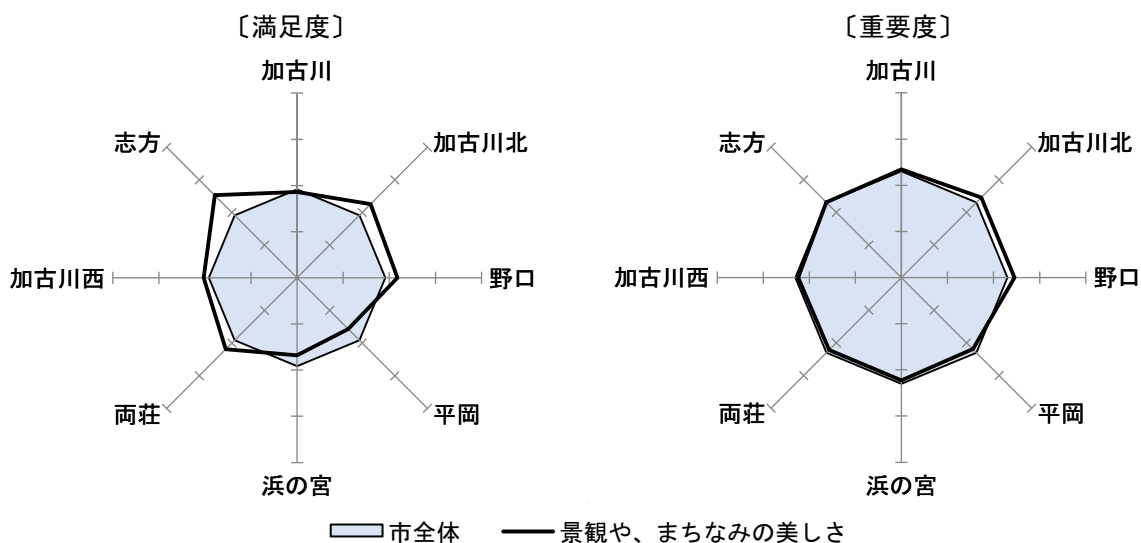 〔満足度〕
加古川
加古川北
野口
平岡
浜の宮
両荘
加古川西
志方
〔重要度〕
加古川
加古川北
野口
平岡
浜の宮
両荘
加古川西
志方
市全体
景観や、まちなみの美しさ